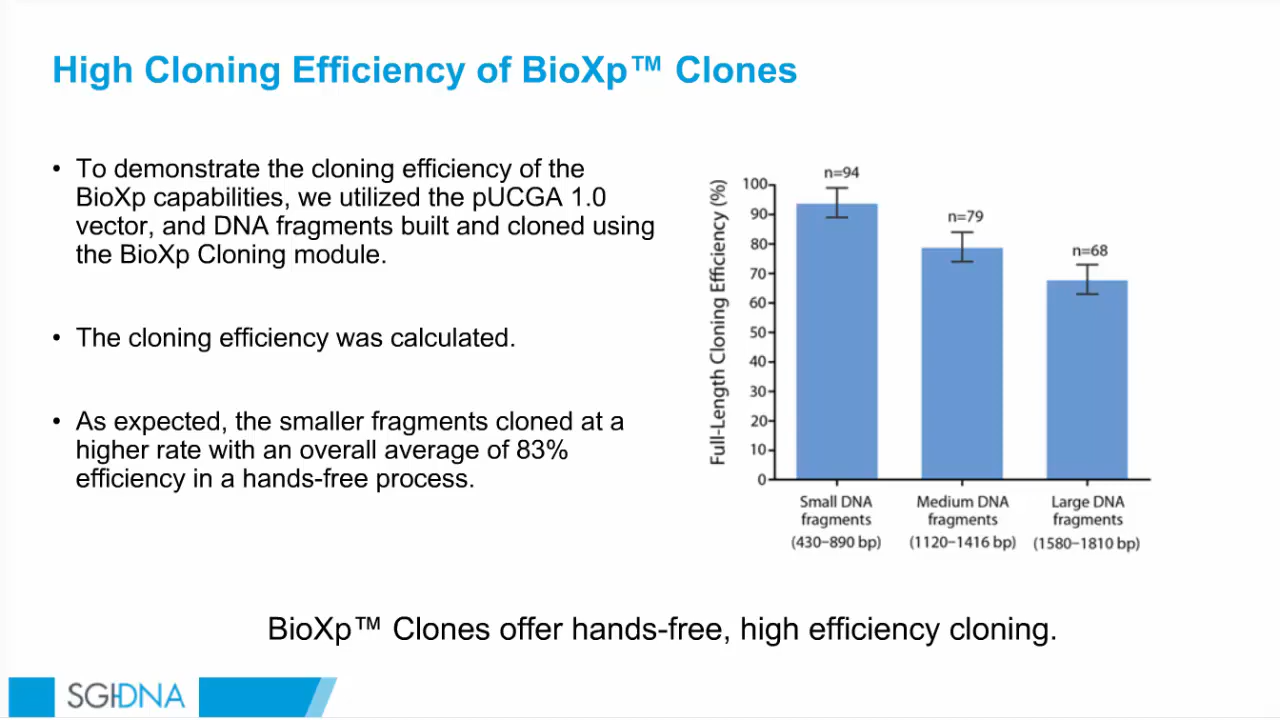 High Cloning Efficiency of BioXp™ Clones
• To demonstrate the cloning efficiency of the
BioXp capabilities, we utilized the pUCGA 1.0
vector, and DNA fragments built and cloned using
the BioXp Cloning module.
• The cloning efficiency was calculated.
• As expected, the smaller fragments cloned at a
higher rate with an overall average of 83%
efficiency in a hands-free process.
Full-Length Cloning Efficiency (%)
100
90
80
70
60
50
40
30
20
10
0
n=94
n=79
n=68
Small DNA
fragments
(430–890 bp)
Medium DNA
fragments
(1120–1416 bp)
Large DNA
fragments
(1580–1810 bp)
BioXp™ Clones offer hands-free, high efficiency cloning.
SGI-DNA